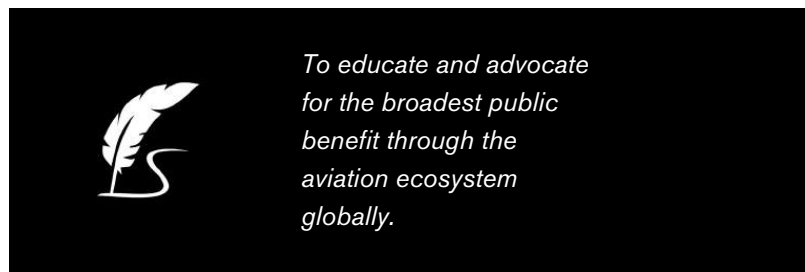 To educate and advocate
for the broadest public
benefit through the
aviation ecosystem
globally.